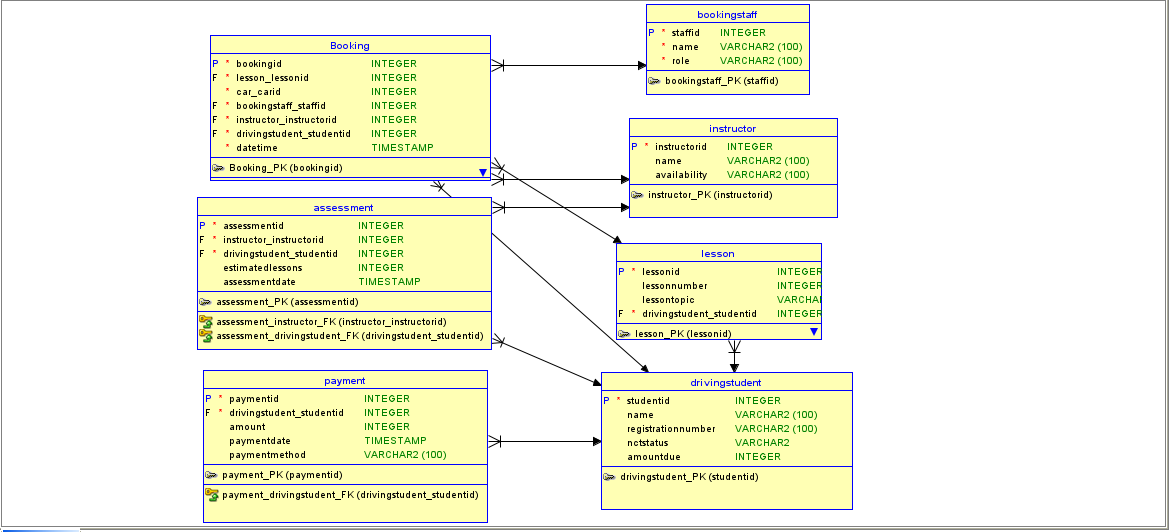 bookingstaff
P * staffid INTEGER
* name VARCHAR2 (100)
* role VARCHAR2 (100)
bookingstaff_PK (staffid)
Booking
P * bookingid INTEGER
F * lesson_lessonid INTEGER
* car_carid INTEGER
F * bookingstaff_staffid INTEGER
F * instructor_instructorid INTEGER
F * drivingstudent_studentid INTEGER
* datetime TIMESTAMP
Booking_PK (bookingid)
instructor
P * instructorid INTEGER
name VARCHAR2 (100)
availability VARCHAR2 (100)
instructor_PK (instructorid)
assessment
P * assessmentid INTEGER
F * instructor_instructorid INTEGER
F * drivingstudent_studentid INTEGER
estimatedlessons INTEGER
assessmentdate TIMESTAMP
assessment_PK (assessmentid)
assessment_instructor_FK (instructor_instructorid)
assessment_drivingstudent_FK (drivingstudent_studentid)
lesson
P * lessonid INTEGER
lessonnumber INTEGER
lessontopic VARCHA
F * drivingstudent_studentid INTEGER
lesson_PK (lessonid)
payment
P * paymentid INTEGER
F * drivingstudent_studentid INTEGER
amount INTEGER
paymentdate TIMESTAMP
paymentmethod VARCHAR2 (100)
payment_PK (paymentid)
payment_drivingstudent_FK (drivingstudent_studentid)
drivingstudent
P * studentid INTEGER
name VARCHAR2 (100)
registrationnumber VARCHAR2 (100)
nctstatus VARCHAR2
amountdue INTEGER
drivingstudent_PK (studentid)